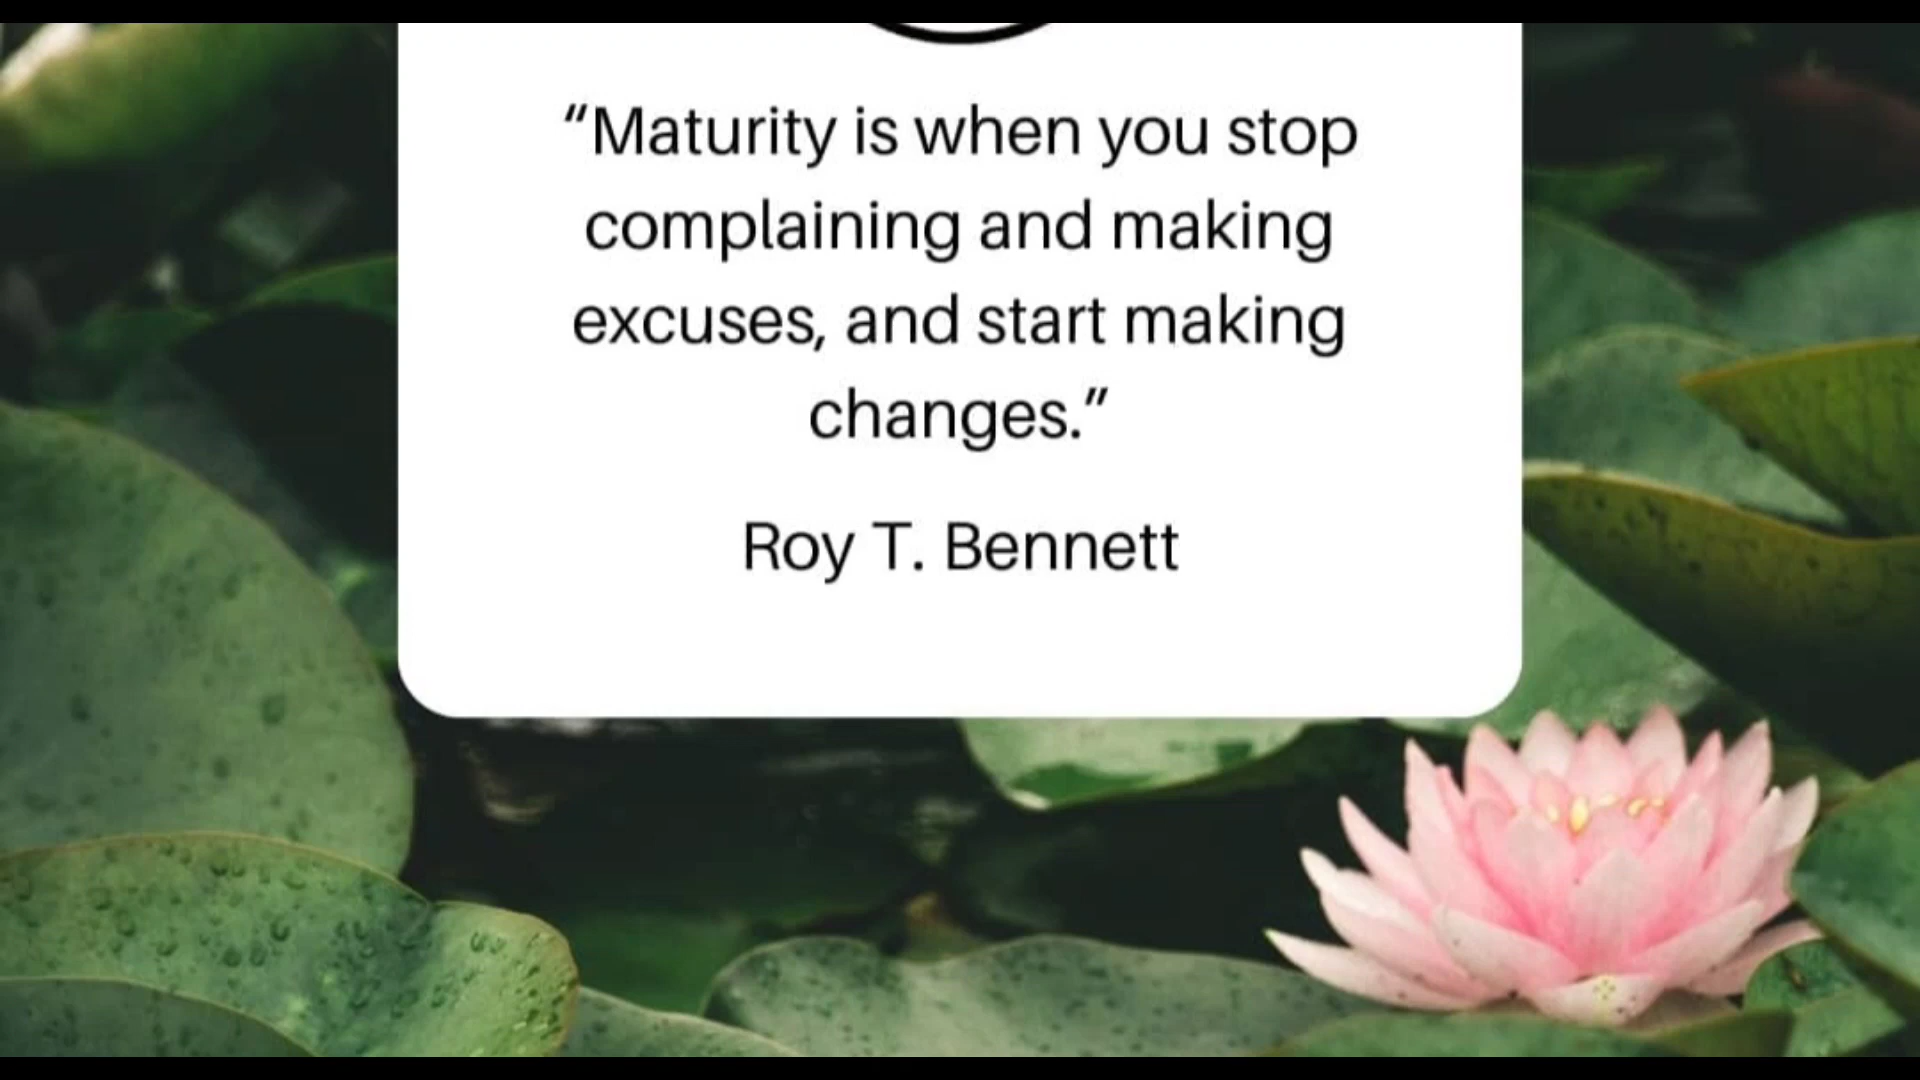 “Maturity is when you stop
complaining and making
excuses, and start making
changes.”
Roy T. Bennett